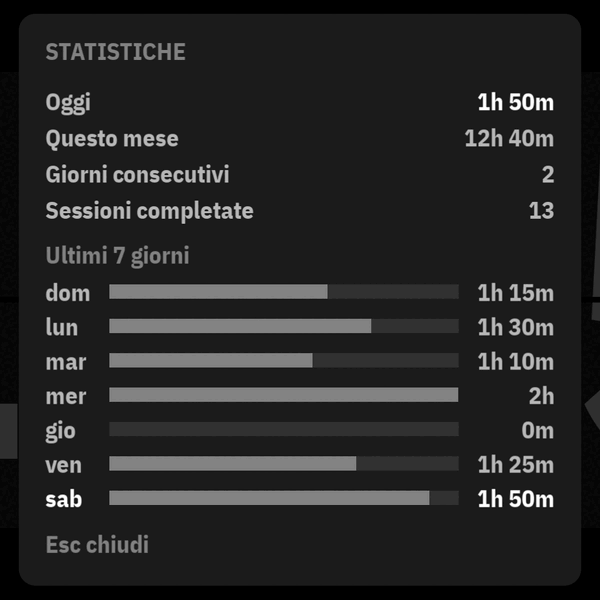 STATISTICHE
Oggi 1h 50m
Questo mese 12h 40m
Giorni consecutivi 2
Sessioni completate 13
Ultimi 7 giorni
dom 1h 15m
lun 1h 30m
mar 1h 10m
mer 2h
gio 0m
ven 1h 25m
sab 1h 50m
Esc chiudi